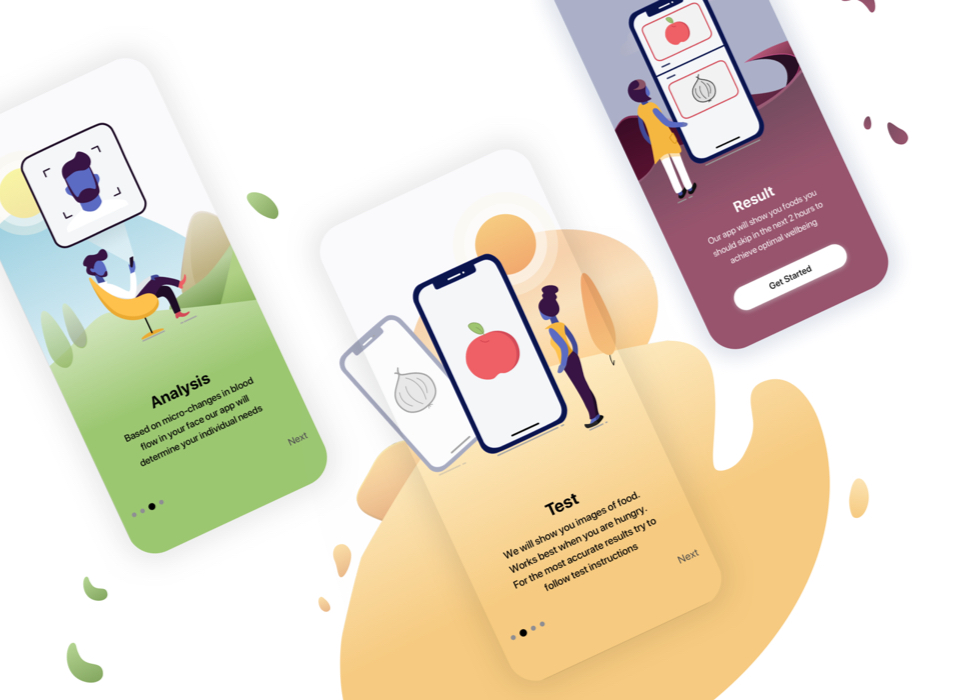 Analysis
Based on micro-changes in blood
flow in your face our app will
determine your individual needs
Next
Test
We will show you images of food.
Works best when you are hungry.
For the most accurate results try to
follow test instructions
Next
Result
Our app will show you foods you
should skip in the next 2 hours to
achieve optimal wellbeing
Get Started